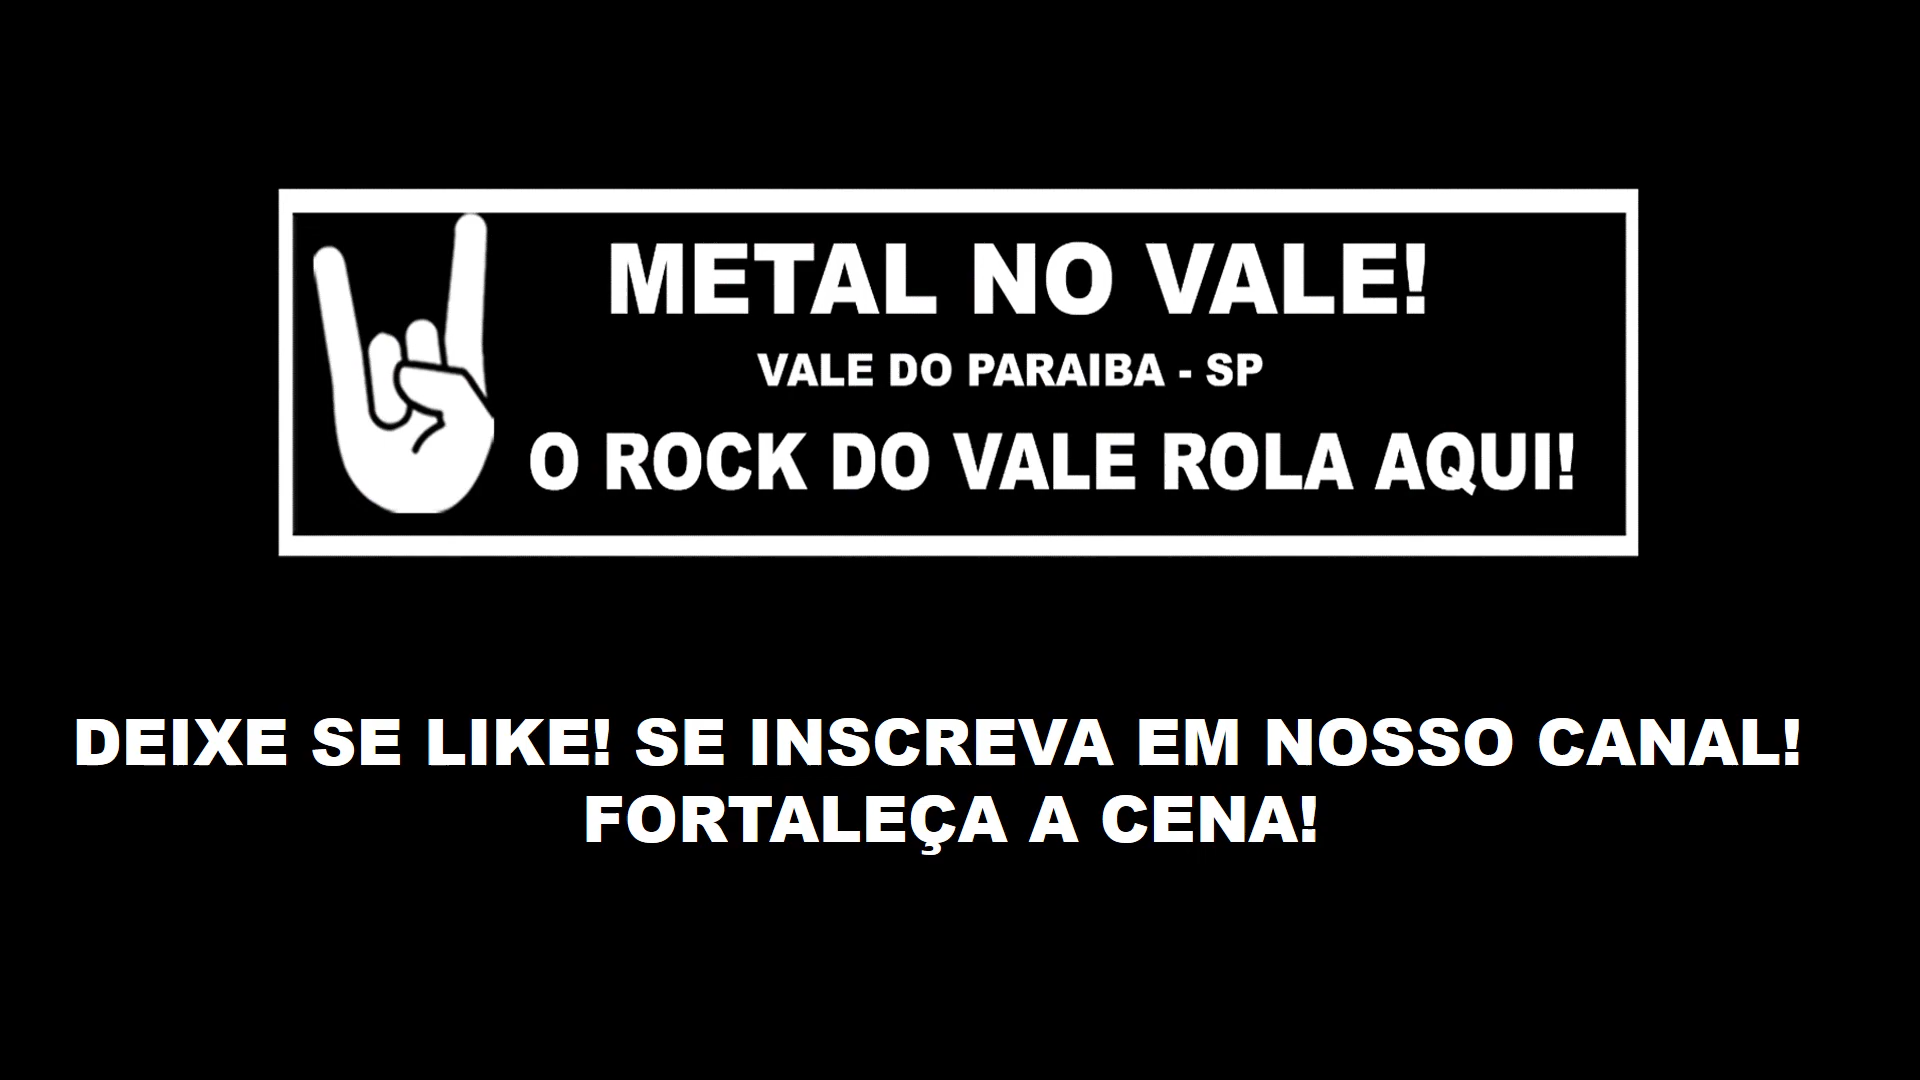 METAL NO VALE!
VALE DO PARAIBA - SP
O ROCK DO VALE ROLA AQUI!
DEIXE SE LIKE! SE INSCREVA EM NOSSO CANAL!
FORTALEÇA A CENA!